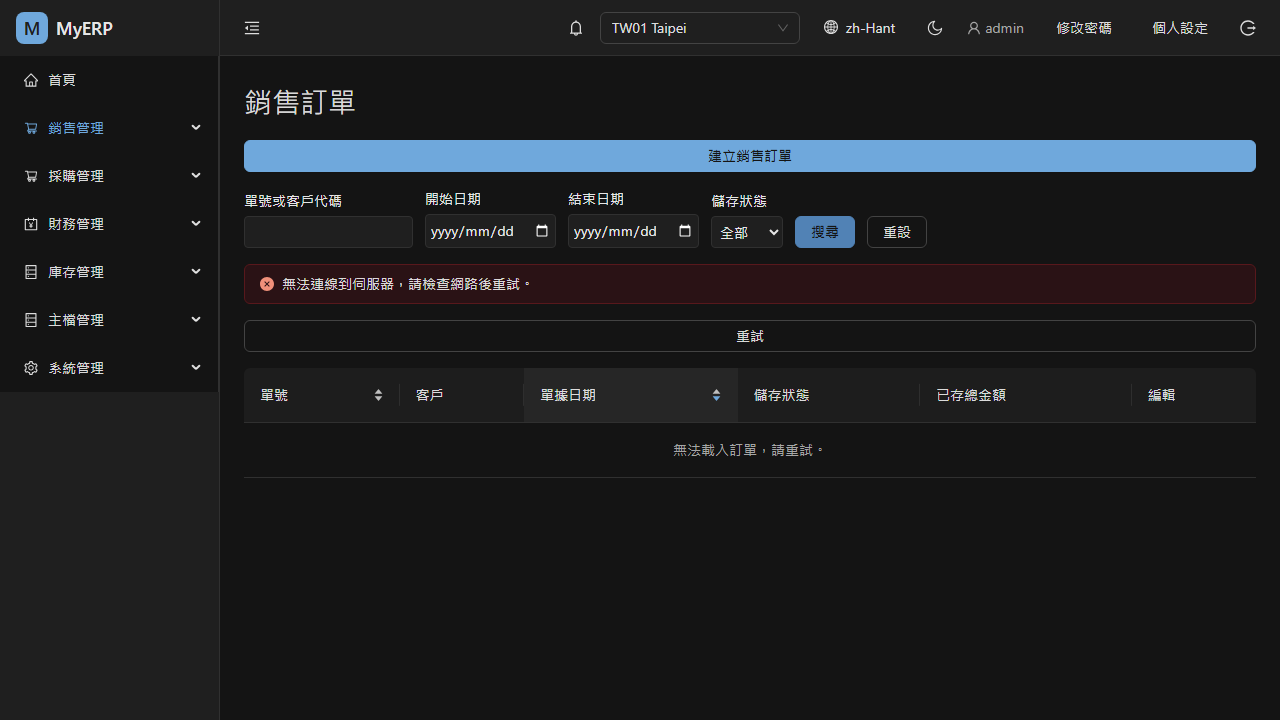 M MyERP
TW01 Taipei
zh-Hant
admin
修改密碼
個人設定
首頁
銷售管理
採購管理
財務管理
庫存管理
主檔管理
系統管理
銷售訂單
建立銷售訂單
單號或客戶代碼
開始日期
結束日期
儲存狀態
yyyy/mm/dd
yyyy/mm/dd
全部
搜尋
重設
無法連線到伺服器，請檢查網路後重試。
重試
單號
客戶
單據日期
儲存狀態
已存總金額
編輯
無法載入訂單，請重試。